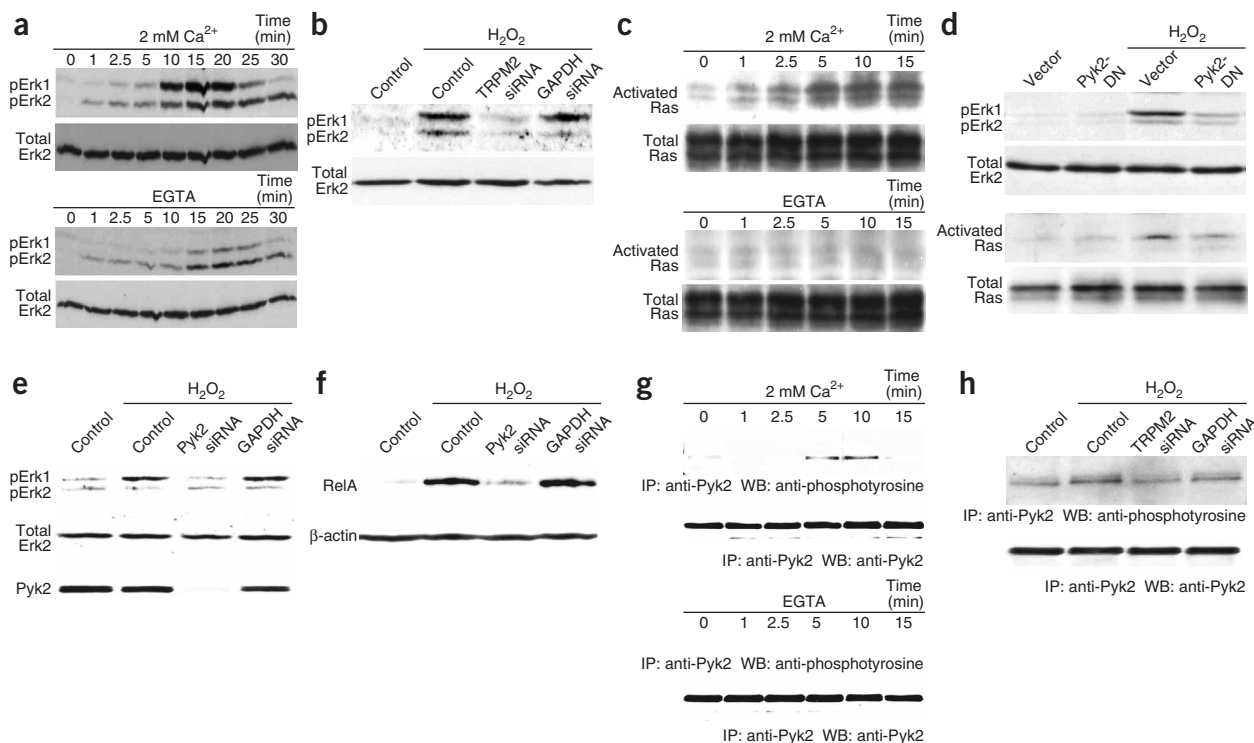 a
2 mM Ca²⁺
Time (min)
0 1 2.5 5 10 15 20 25 30
pErk1
pErk2
Total Erk2
EGTA
Time (min)
0 1 2.5 5 10 15 20 25 30
pErk1
pErk2
Total Erk2
b
H₂O₂
Control
Control
TRPM2 siRNA
GAPDH siRNA
pErk1
pErk2
Total Erk2
c
2 mM Ca²⁺
Time (min)
0 1 2.5 5 10 15
Activated Ras
Total Ras
EGTA
Time (min)
0 1 2.5 5 10 15
Activated Ras
Total Ras
d
H₂O₂
Vector
Pyk2-DN
Vector
Pyk2-DN
pErk1
pErk2
Total Erk2
Activated Ras
Total Ras
e
H₂O₂
Control
Control
Pyk2 siRNA
GAPDH siRNA
pErk1
pErk2
Total Erk2
Pyk2
f
H₂O₂
Control
Control
Pyk2 siRNA
GAPDH siRNA
RelA
β-actin
g
2 mM Ca²⁺
Time (min)
0 1 2.5 5 10 15
IP: anti-Pyk2 WB: anti-phosphotyrosine
IP: anti-Pyk2 WB: anti-Pyk2
EGTA
Time (min)
0 1 2.5 5 10 15
IP: anti-Pyk2 WB: anti-phosphotyrosine
IP: anti-Pyk2 WB: anti-Pyk2
h
H₂O₂
Control
Control
TRPM2 siRNA
GAPDH siRNA
IP: anti-Pyk2 WB: anti-phosphotyrosine
IP: anti-Pyk2 WB: anti-Pyk2